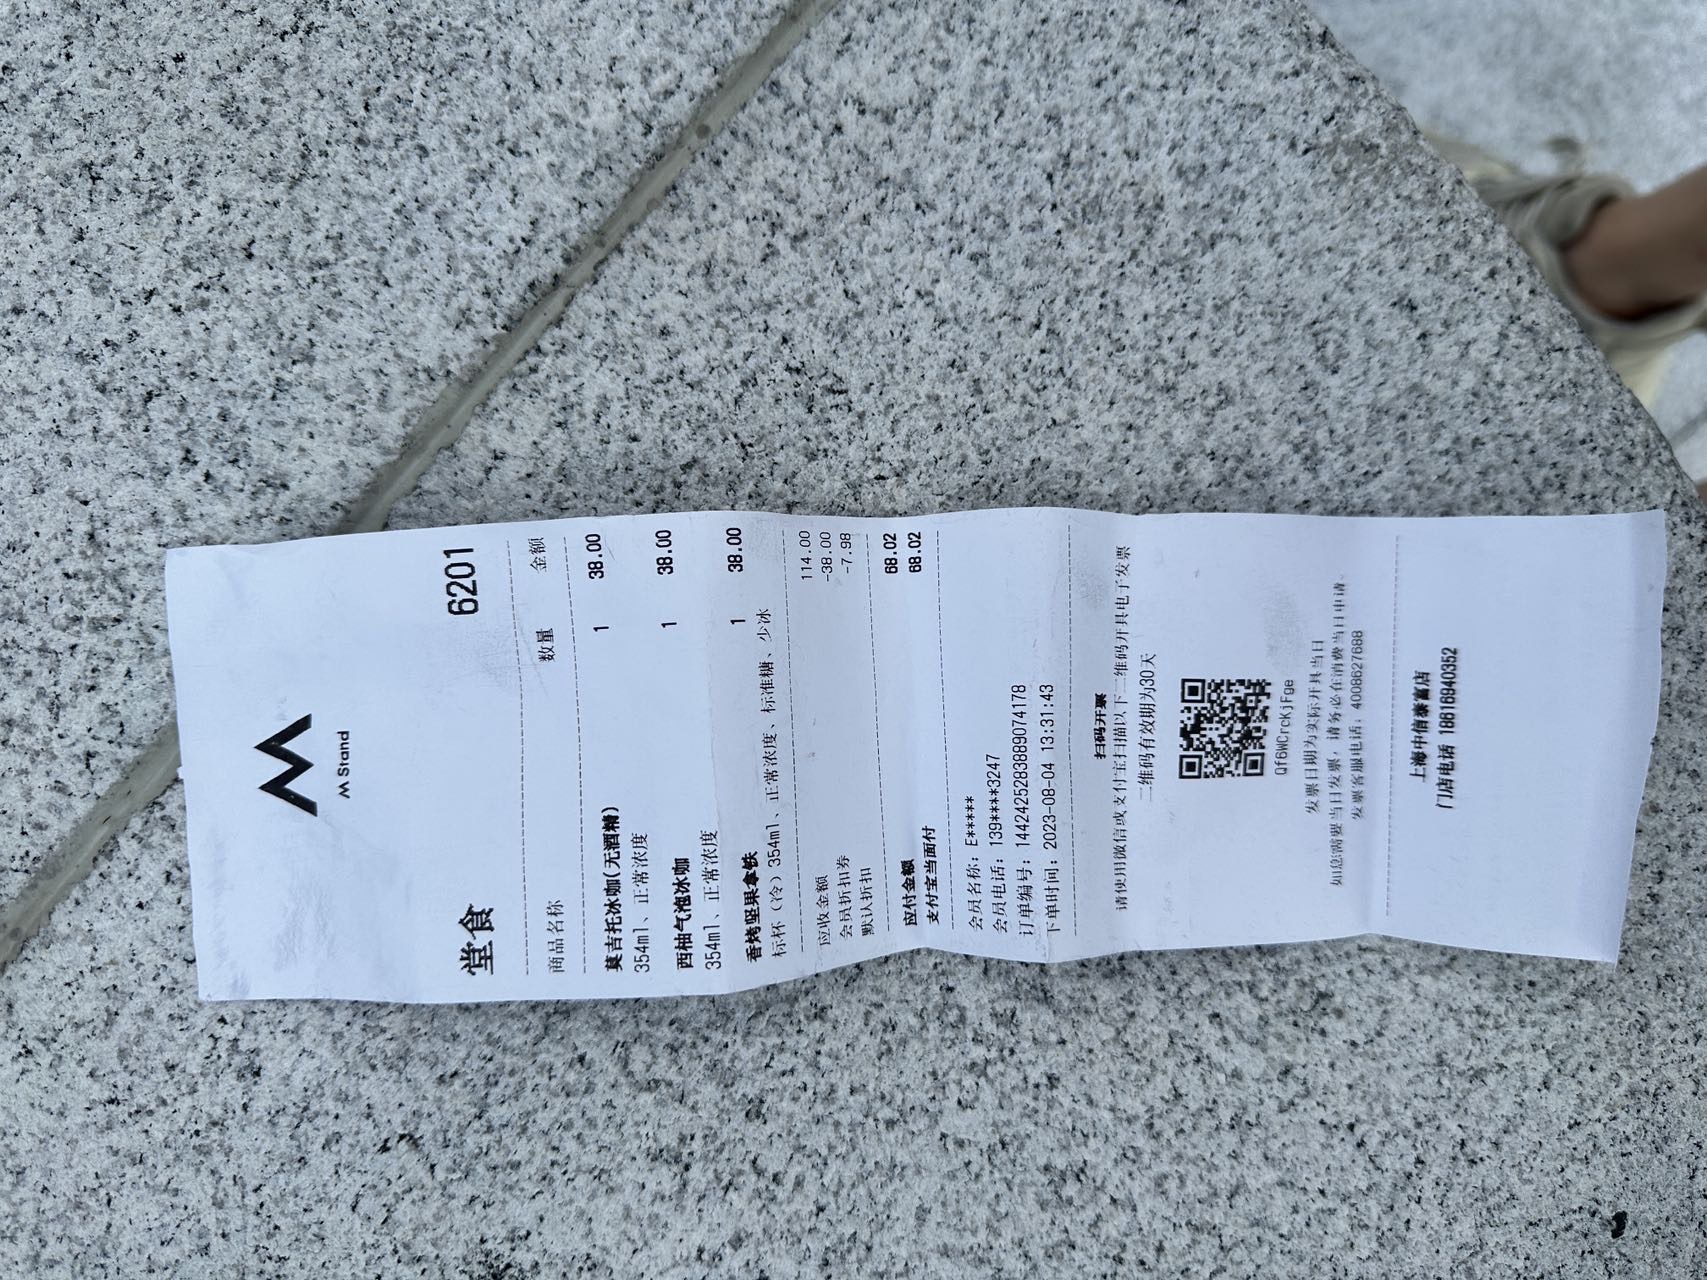 M Stand
堂食 6201
商品名称 数量 金额
莫吉托冰咖(无酒精) 1 38.00
354ml、正常浓度
西柚气泡冰咖 1 38.00
354ml、正常浓度
香烤坚果拿铁 1 38.00
标杯（冷）354ml、正常浓度、标准糖、少冰
应收金额 114.00
会员折扣券 -38.00
默认折扣 -7.98
应付金额 68.02
支付宝当面付 68.02
会员名称：E*****
会员电话：139****3247
订单编号：1442425283888907417​8
下单时间：2023-08-04 13:31:43
扫码开票
请使用微信或支付宝扫描以下二维码开具电子发票
二维码有效期为30天
Qf6WCrcKjFge
发票日期为实际开具当日
如您需要当日发票，请务必在消费当日申请
发票客服电话：4008627688
上海中信泰富店
门店电话 18816940352